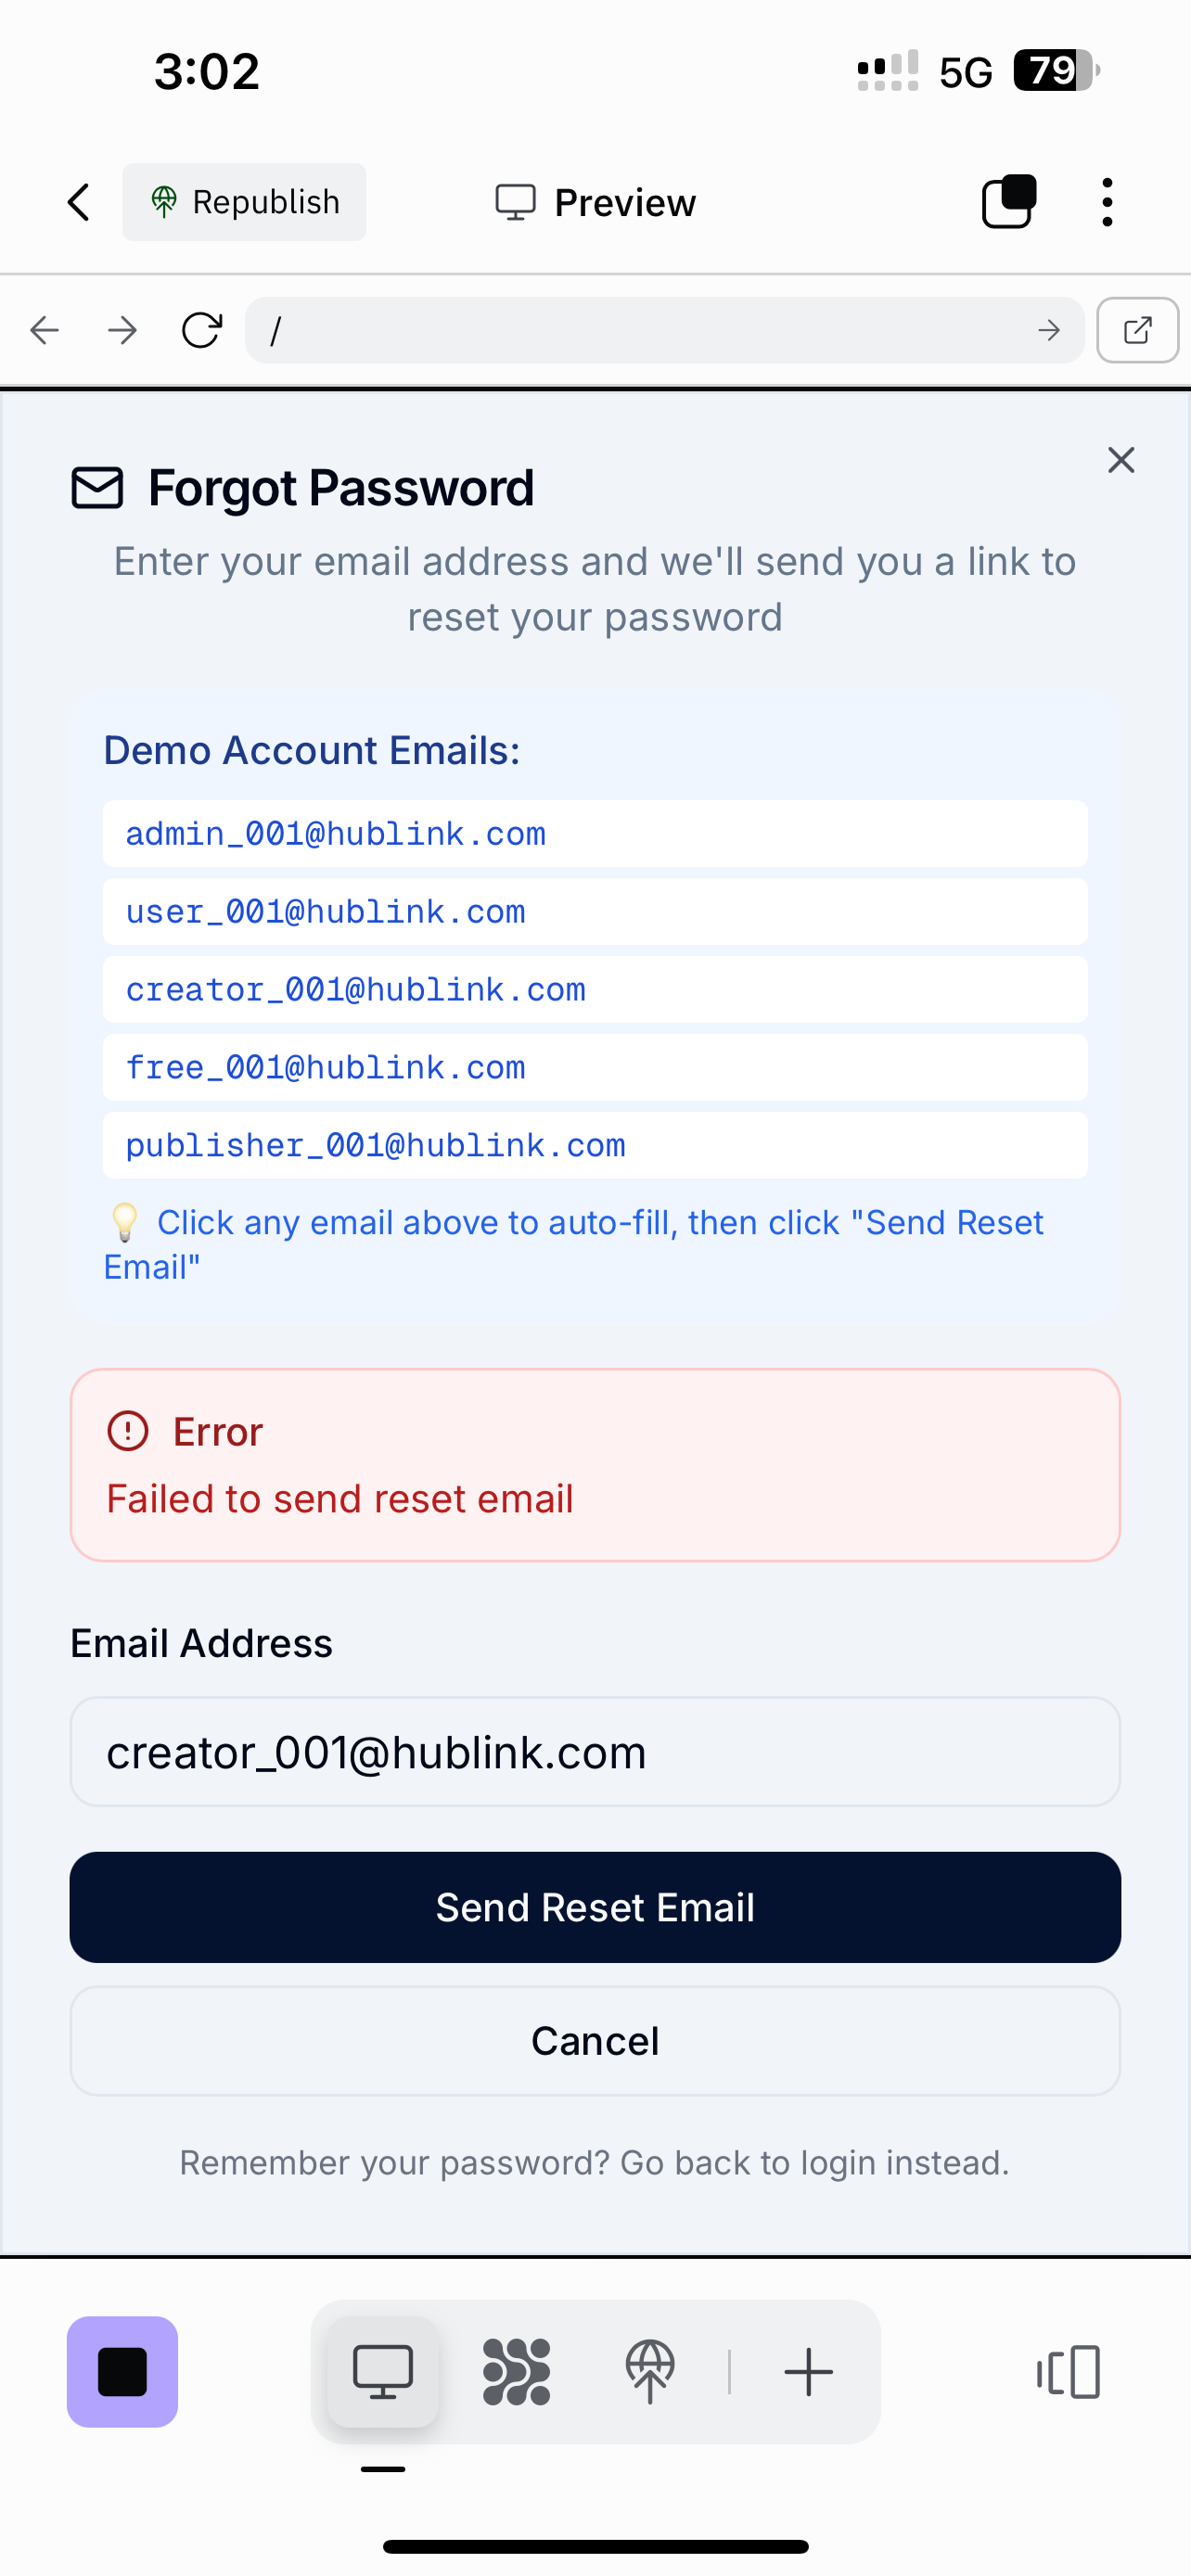 3:02
5G
79
Republish
Preview
/
Forgot Password
Enter your email address and we'll send you a link to
reset your password
Demo Account Emails:
admin_001@hublink.com
user_001@hublink.com
creator_001@hublink.com
free_001@hublink.com
publisher_001@hublink.com
💡 Click any email above to auto-fill, then click "Send Reset
Email"
Error
Failed to send reset email
Email Address
creator_001@hublink.com
Send Reset Email
Cancel
Remember your password? Go back to login instead.